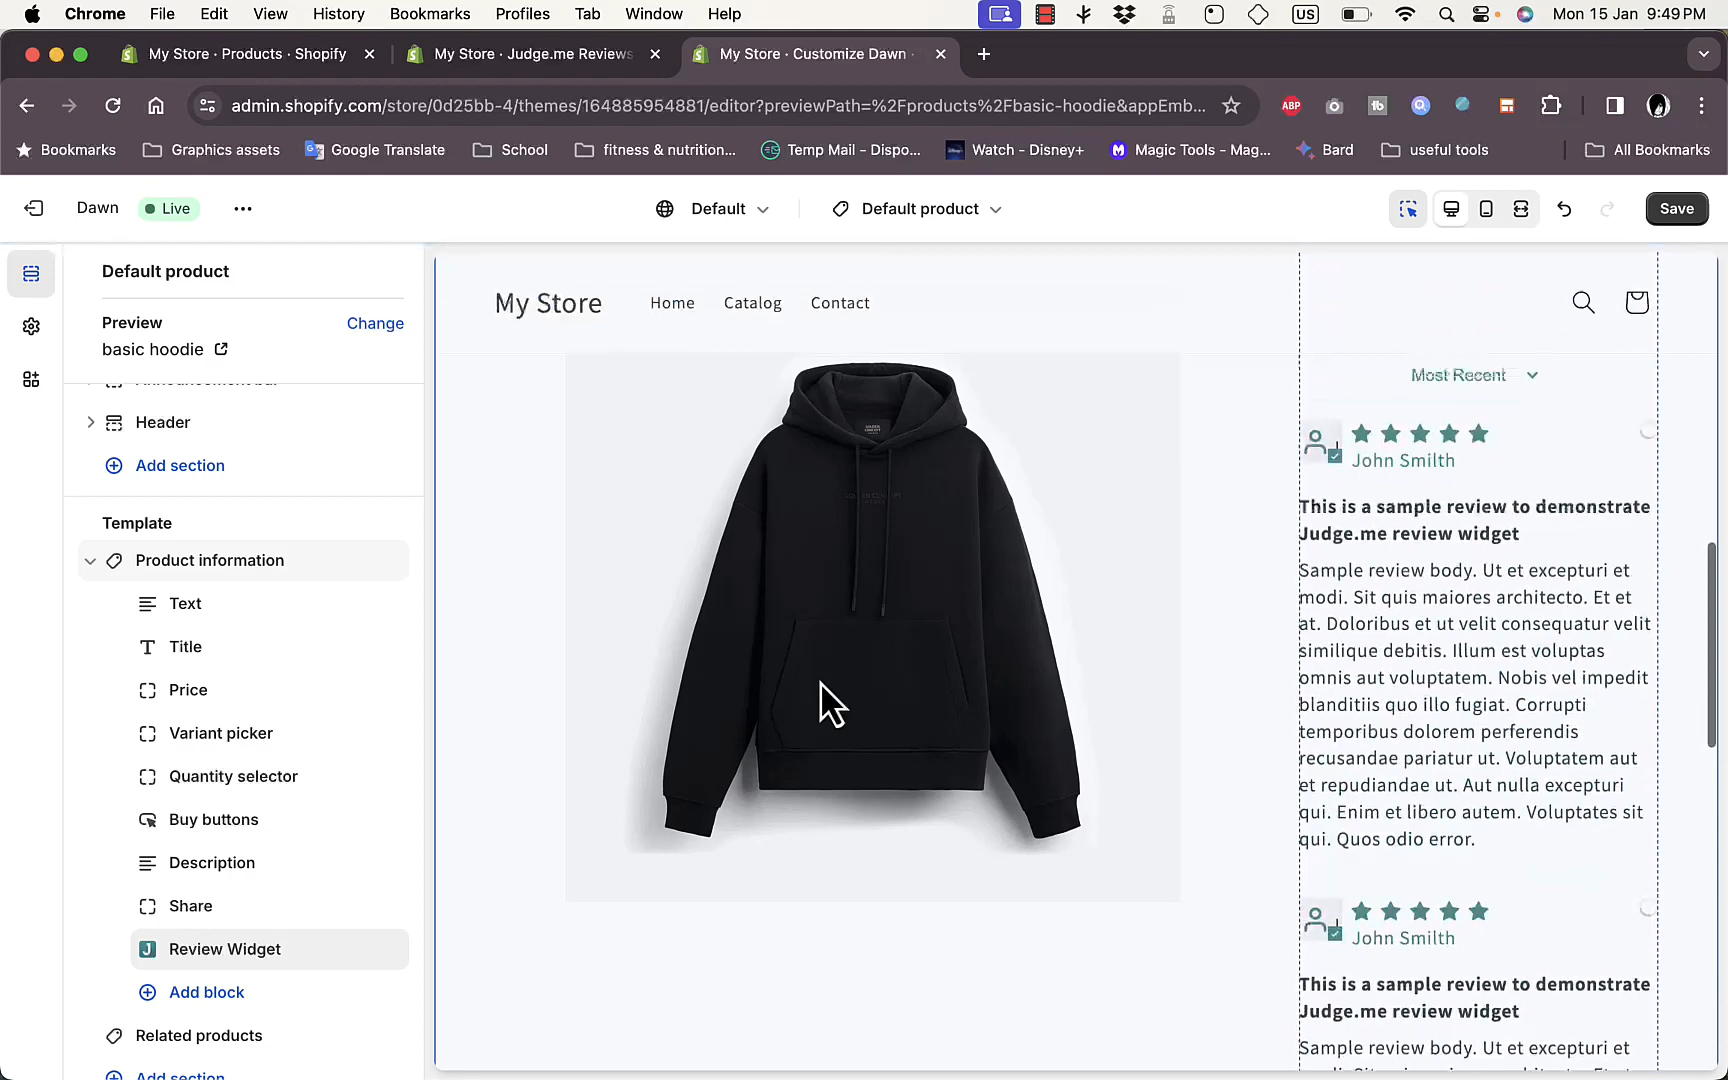 Chrome File Edit View History Bookmarks Profiles Tab Window Help US Mon 15 Jan 9:49 PM
My Store · Products · Shopify My Store · Judge.me Reviews My Store · Customize Dawn ·
admin.shopify.com/store/0d25bb-4/themes/164885954881/editor?previewPath=%2Fproducts%2Fbasic-hoodie&appEmb... ABP tb
Bookmarks Graphics assets Google Translate School fitness & nutrition... Temp Mail - Dispo... Watch - Disney+ Magic Tools - Mag... Bard useful tools All Bookmarks
Dawn Live Default Default product Save
Default product
Preview Change
basic hoodie
Announcement bar
Header
Add section
Template
Product information
Text
Title
Price
Variant picker
Quantity selector
Buy buttons
Description
Share
Review Widget
Add block
Related products
Add section
My Store Home Catalog Contact
Most Recent
John Smilth
This is a sample review to demonstrate
Judge.me review widget
Sample review body. Ut et excepturi et
modi. Sit quis maiores architecto. Et et
at. Doloribus et ut velit consequatur velit
similique debitis. Illum est voluptas
omnis aut voluptatem. Nobis vel impedit
blanditiis quo illo fugiat. Corrupti
temporibus dolorem perferendis
recusandae pariatur ut. Voluptatem aut
et repudiandae ut. Aut nulla excepturi
qui. Enim et libero autem. Voluptates sit
qui. Quos odio error.
John Smilth
This is a sample review to demonstrate
Judge.me review widget
Sample review body. Ut et excepturi et